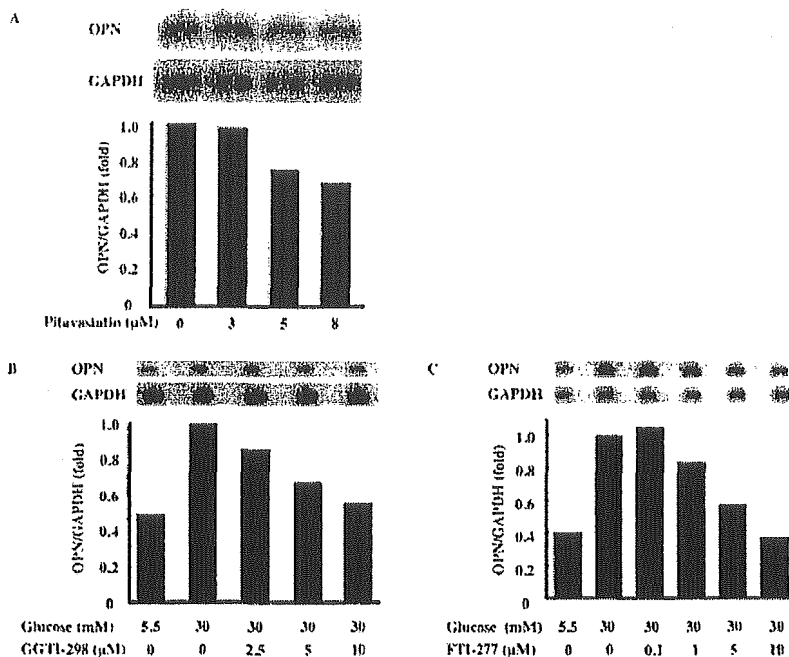 A
OPN
GAPDH
OPN/GAPDH (fold)
1.0
0.8
0.6
0.4
0.2
0
Pitavastatin (μM) 0 3 5 8
B
OPN
GAPDH
OPN/GAPDH (fold)
1.0
0.8
0.6
0.4
0.2
0
Glucose (mM) 5.5 30 30 30 30
GGTI-298 (μM) 0 0 2.5 5 10
C
OPN
GAPDH
OPN/GAPDH (fold)
1.0
0.8
0.6
0.4
0.2
0
Glucose (mM) 5.5 30 30 30 30 30
FTI-277 (μM) 0 0 0.1 1 5 10